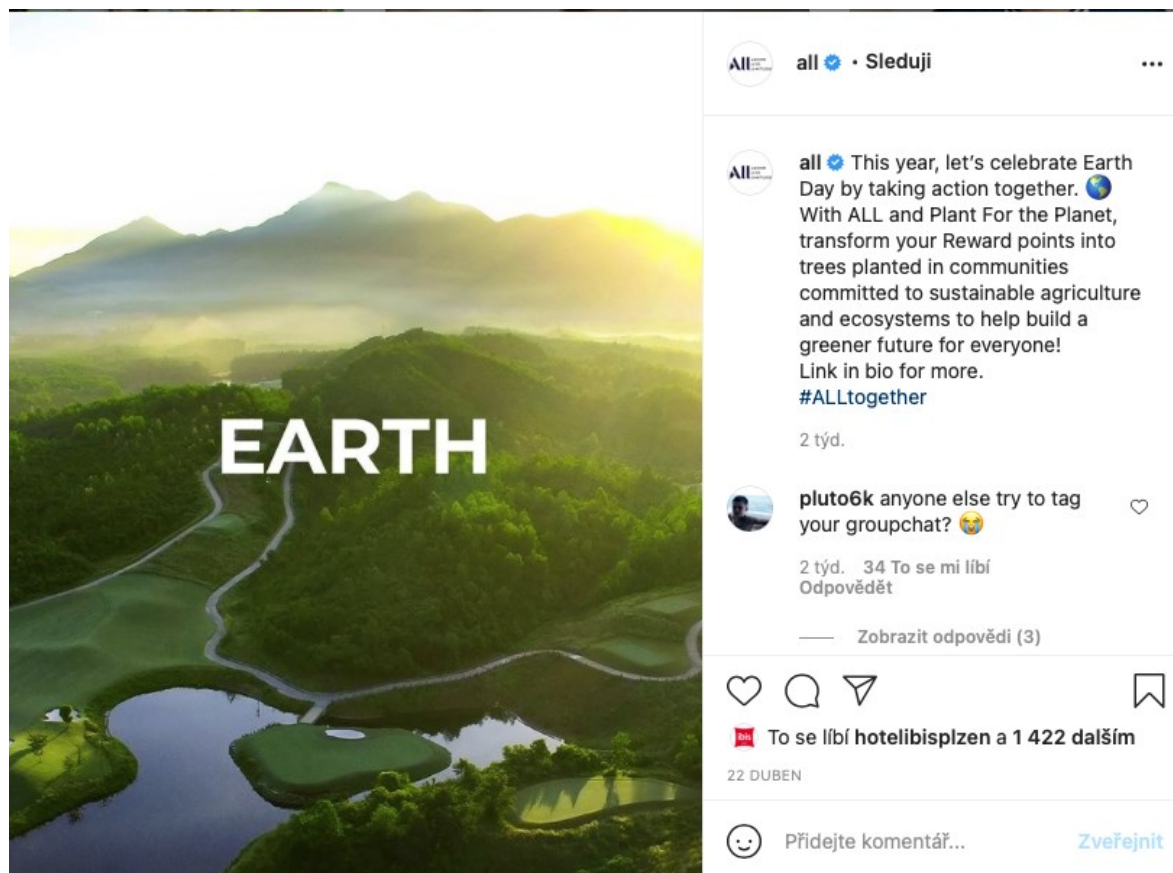 EARTH
All
all • Sleduji
All
all This year, let’s celebrate Earth
Day by taking action together. 🌎
With ALL and Plant For the Planet,
transform your Reward points into
trees planted in communities
committed to sustainable agriculture
and ecosystems to help build a
greener future for everyone!
Link in bio for more.
#ALLtogether
2 týd.
pluto6k anyone else try to tag
your groupchat? 😭
2 týd. 34 To se mi líbí
Odpovědět
Zobrazit odpovědi (3)
ibis
To se líbí hotelibisplzen a 1 422 dalším
22 DUBEN
Přidejte komentář...
Zveřejnit